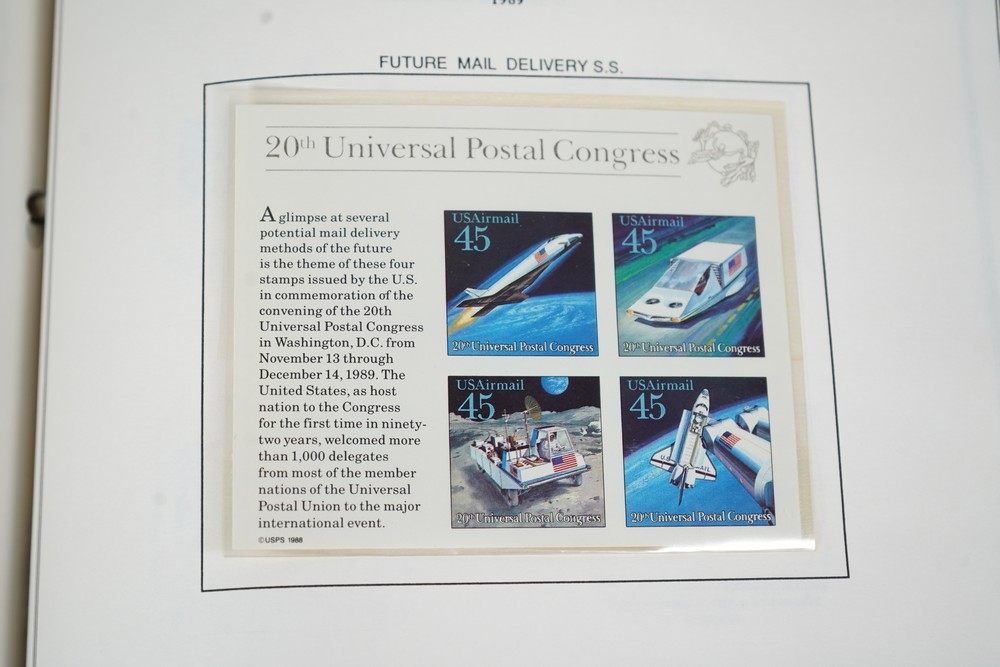 1989
FUTURE MAIL DELIVERY S.S.
20th Universal Postal Congress
A glimpse at several
potential mail delivery
methods of the future
is the theme of these four
stamps issued by the U.S.
in commemoration of the
convening of the 20th
Universal Postal Congress
in Washington, D.C. from
November 13 through
December 14, 1989. The
United States, as host
nation to the Congress
for the first time in ninety-
two years, welcomed more
than 1,000 delegates
from most of the member
nations of the Universal
Postal Union to the major
international event.
©USPS 1988
USAirmail
45
20th Universal Postal Congress
USAirmail
45
20th Universal Postal Congress
USAirmail
45
20th Universal Postal Congress
USAirmail
45
20th Universal Postal Congress